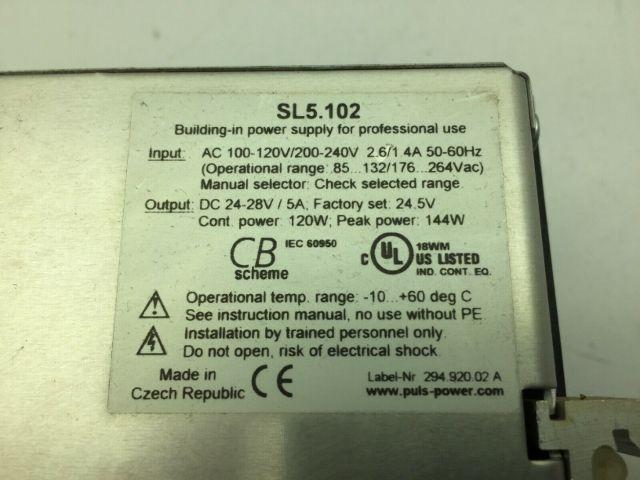 SL5.102
Building-in power supply for professional use
Input: AC 100-120V/200-240V 2.6/1.4A 50-60Hz
(Operational range: 85...132/176...264Vac)
Manual selector: Check selected range.
Output: DC 24-28V / 5A; Factory set: 24.5V
Cont. power: 120W; Peak power: 144W
CB scheme IEC 60950
C UL US LISTED 18WM
IND. CONT. EQ.
Operational temp. range: -10...+60 deg C
See instruction manual, no use without PE
Installation by trained personnel only.
Do not open, risk of electrical shock.
Made in
Czech Republic CE
Label-Nr 294.920.02 A
www.puls-power.com